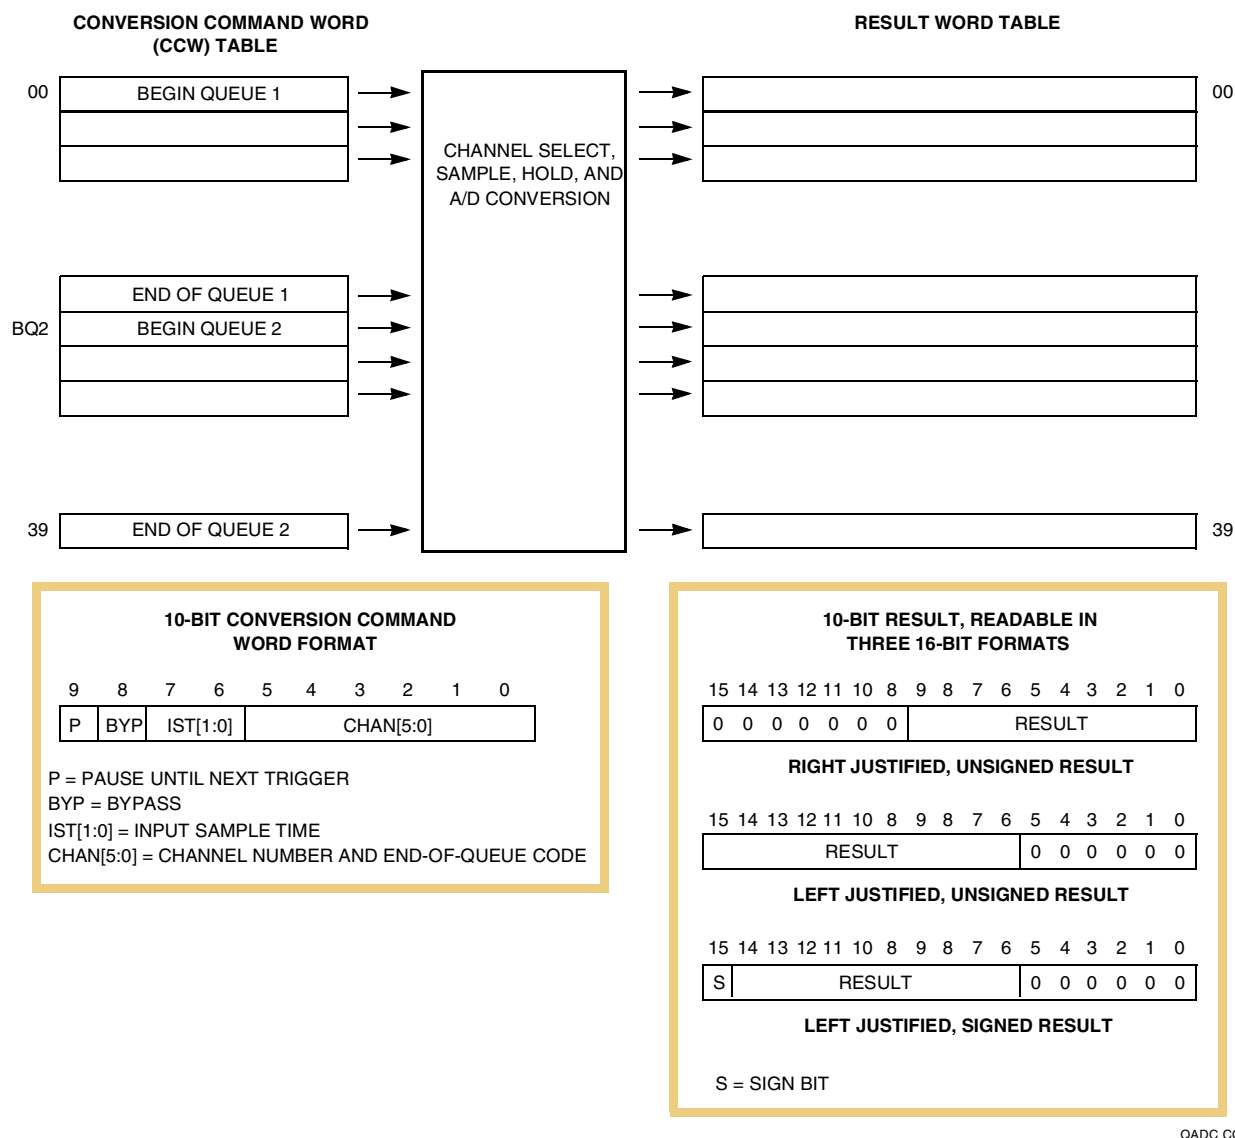 CONVERSION COMMAND WORD
(CCW) TABLE
RESULT WORD TABLE
00 BEGIN QUEUE 1 00
CHANNEL SELECT,
SAMPLE, HOLD, AND
A/D CONVERSION
END OF QUEUE 1
BQ2 BEGIN QUEUE 2
39 END OF QUEUE 2 39
10-BIT CONVERSION COMMAND
WORD FORMAT
9 8 7 6 5 4 3 2 1 0
P BYP IST[1:0] CHAN[5:0]
P = PAUSE UNTIL NEXT TRIGGER
BYP = BYPASS
IST[1:0] = INPUT SAMPLE TIME
CHAN[5:0] = CHANNEL NUMBER AND END-OF-QUEUE CODE
10-BIT RESULT, READABLE IN
THREE 16-BIT FORMATS
15 14 13 12 11 10 8 9 8 7 6 5 4 3 2 1 0
0 0 0 0 0 0 0 RESULT
RIGHT JUSTIFIED, UNSIGNED RESULT
15 14 13 12 11 10 8 9 8 7 6 5 4 3 2 1 0
RESULT 0 0 0 0 0 0
LEFT JUSTIFIED, UNSIGNED RESULT
15 14 13 12 11 10 8 9 8 7 6 5 4 3 2 1 0
S RESULT 0 0 0 0 0 0
LEFT JUSTIFIED, SIGNED RESULT
S = SIGN BIT
QADC